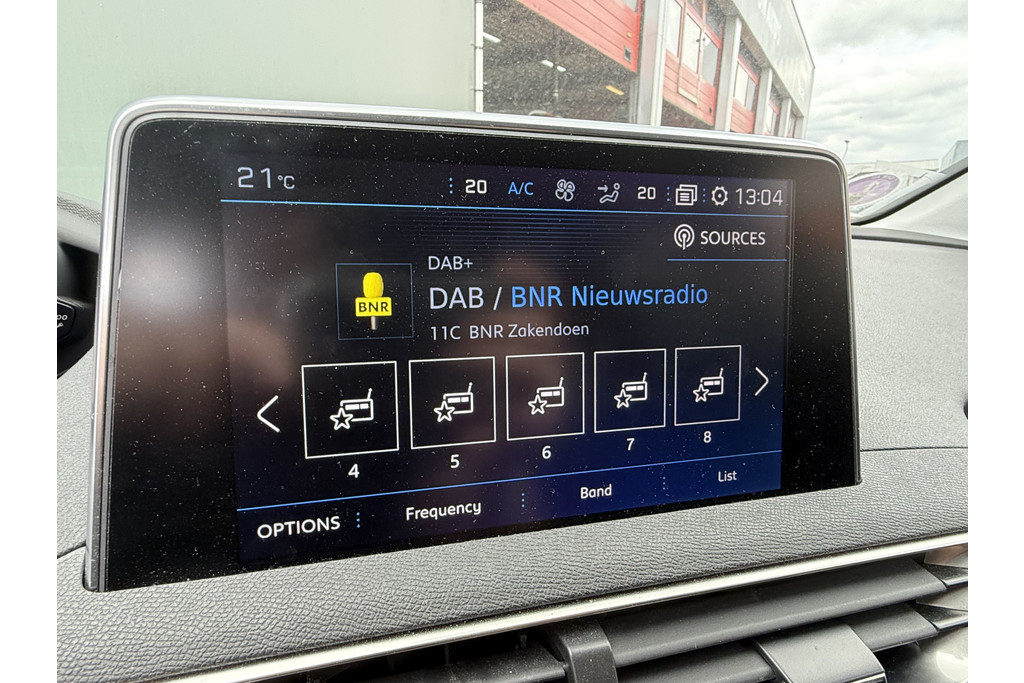 21°C 20 A/C 20 13:04
SOURCES
DAB+
BNR
DAB / BNR Nieuwsradio
11C BNR Zakendoen
4 5 6 7 8
OPTIONS Frequency Band List